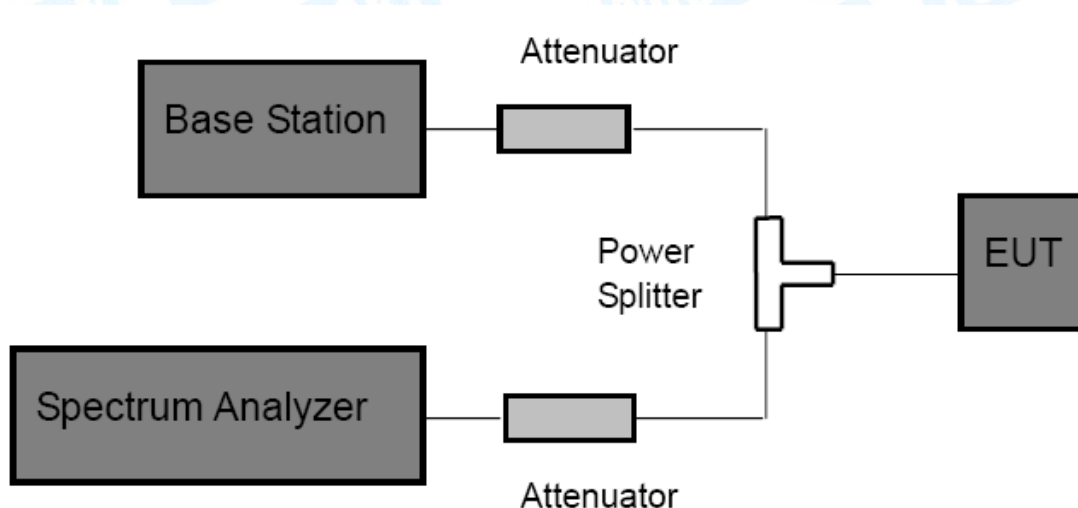 Attenuator
Base Station
Power
Splitter
EUT
Spectrum Analyzer
Attenuator